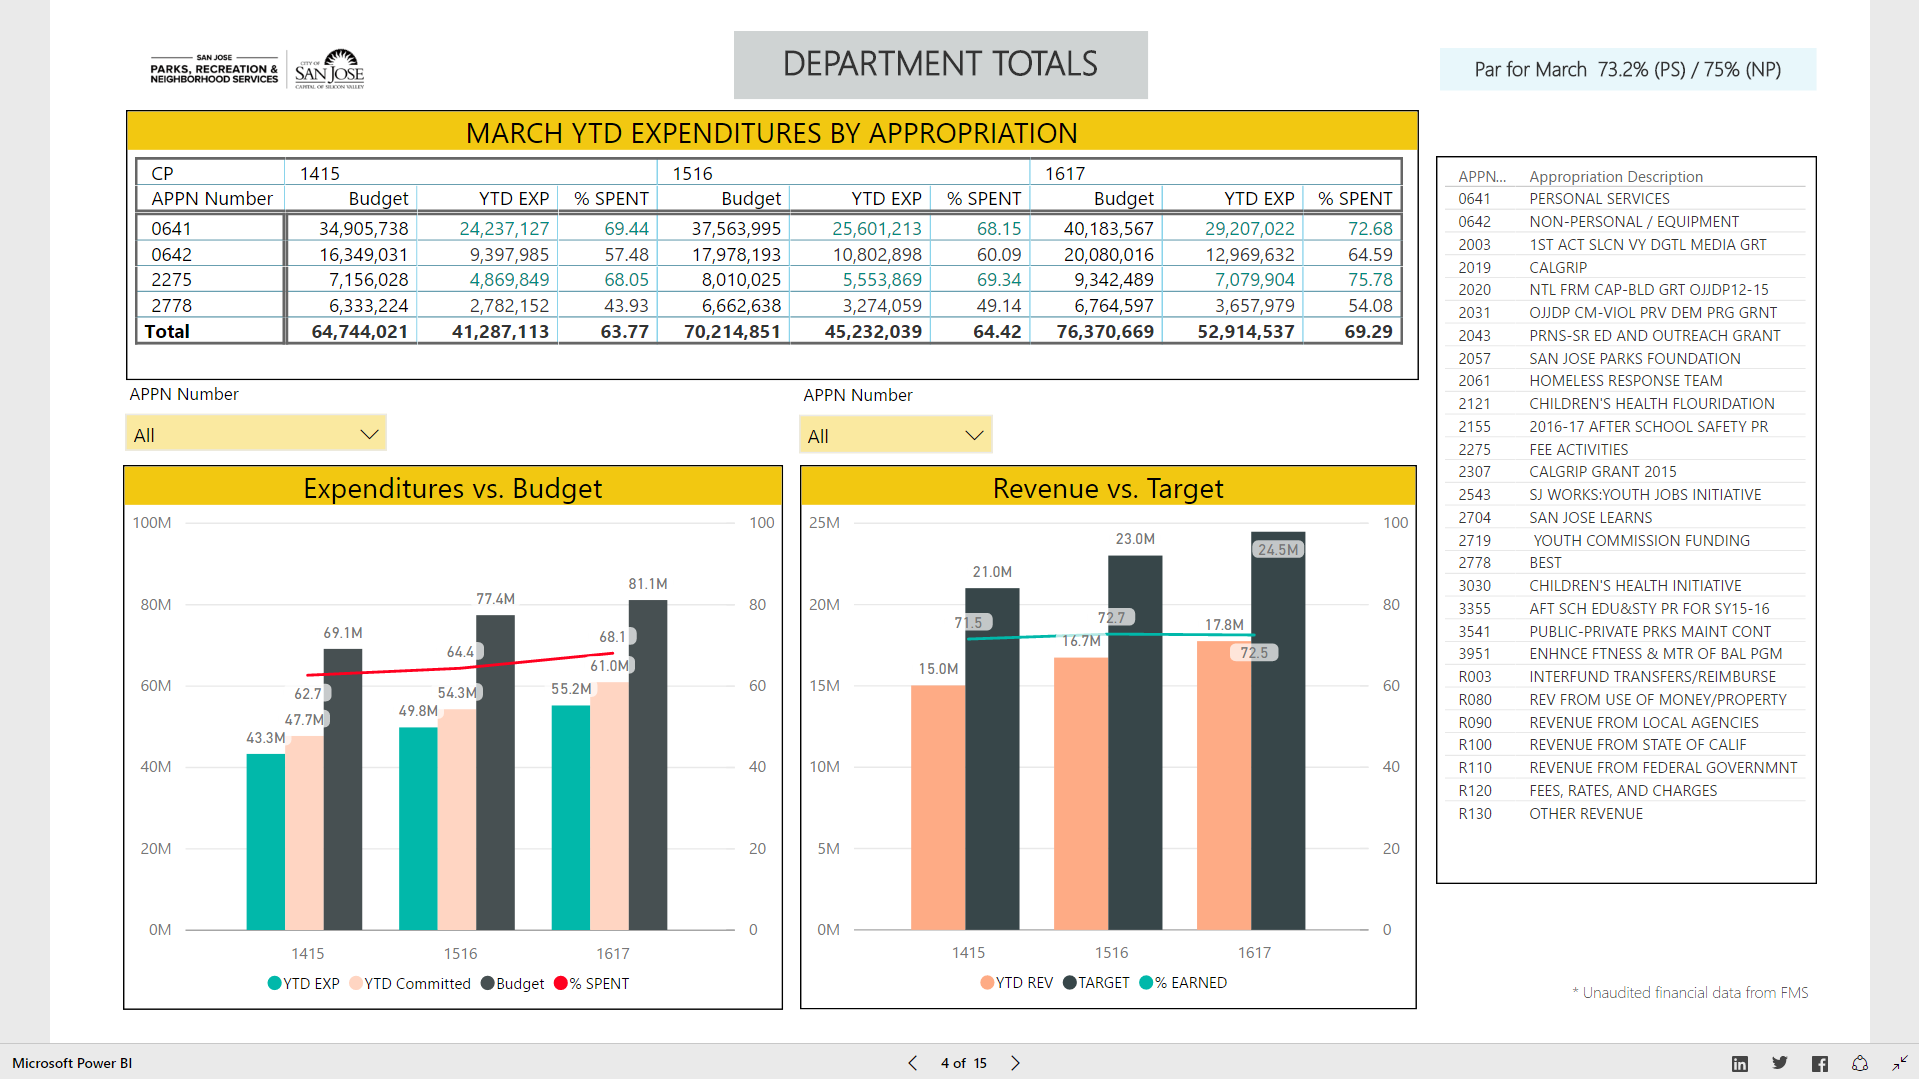 SAN JOSE
PARKS, RECREATION &
NEIGHBORHOOD SERVICES
CITY OF
SAN JOSE
CAPITAL OF SILICON VALLEY
DEPARTMENT TOTALS
Par for March 73.2% (PS) / 75% (NP)
MARCH YTD EXPENDITURES BY APPROPRIATION
CP 1415 1516 1617
APPN Number Budget YTD EXP % SPENT Budget YTD EXP % SPENT Budget YTD EXP % SPENT
0641 34,905,738 24,237,127 69.44 37,563,995 25,601,213 68.15 40,183,567 29,207,022 72.68
0642 16,349,031 9,397,985 57.48 17,978,193 10,802,898 60.09 20,080,016 12,969,632 64.59
2275 7,156,028 4,869,849 68.05 8,010,025 5,553,869 69.34 9,342,489 7,079,904 75.78
2778 6,333,224 2,782,152 43.93 6,662,638 3,274,059 49.14 6,764,597 3,657,979 54.08
Total 64,744,021 41,287,113 63.77 70,214,851 45,232,039 64.42 76,370,669 52,914,537 69.29
APPN Number
All
APPN Number
All
Expenditures vs. Budget
100M 100
80M 80
60M 60
40M 40
20M 20
0M 0
43.3M 47.7M 62.7 69.1M
49.8M 54.3M 64.4 77.4M
55.2M 61.0M 68.1 81.1M
1415 1516 1617
YTD EXP YTD Committed Budget % SPENT
Revenue vs. Target
25M 100
20M 80
15M 60
10M 40
5M 20
0M 0
15.0M 71.5 21.0M
16.7M 72.7 23.0M
17.8M 72.5 24.5M
1415 1516 1617
YTD REV TARGET % EARNED
APPN... Appropriation Description
0641 PERSONAL SERVICES
0642 NON-PERSONAL / EQUIPMENT
2003 1ST ACT SLCN VY DGTL MEDIA GRT
2019 CALGRIP
2020 NTL FRM CAP-BLD GRT OJJDP12-15
2031 OJJDP CM-VIOL PRV DEM PRG GRNT
2043 PRNS-SR ED AND OUTREACH GRANT
2057 SAN JOSE PARKS FOUNDATION
2061 HOMELESS RESPONSE TEAM
2121 CHILDREN'S HEALTH FLOURIDATION
2155 2016-17 AFTER SCHOOL SAFETY PR
2275 FEE ACTIVITIES
2307 CALGRIP GRANT 2015
2543 SJ WORKS:YOUTH JOBS INITIATIVE
2704 SAN JOSE LEARNS
2719 YOUTH COMMISSION FUNDING
2778 BEST
3030 CHILDREN'S HEALTH INITIATIVE
3355 AFT SCH EDU&STY PR FOR SY15-16
3541 PUBLIC-PRIVATE PRKS MAINT CONT
3951 ENHNCE FTNESS & MTR OF BAL PGM
R003 INTERFUND TRANSFERS/REIMBURSE
R080 REV FROM USE OF MONEY/PROPERTY
R090 REVENUE FROM LOCAL AGENCIES
R100 REVENUE FROM STATE OF CALIF
R110 REVENUE FROM FEDERAL GOVERNMNT
R120 FEES, RATES, AND CHARGES
R130 OTHER REVENUE
* Unaudited financial data from FMS
Microsoft Power BI
4 of 15